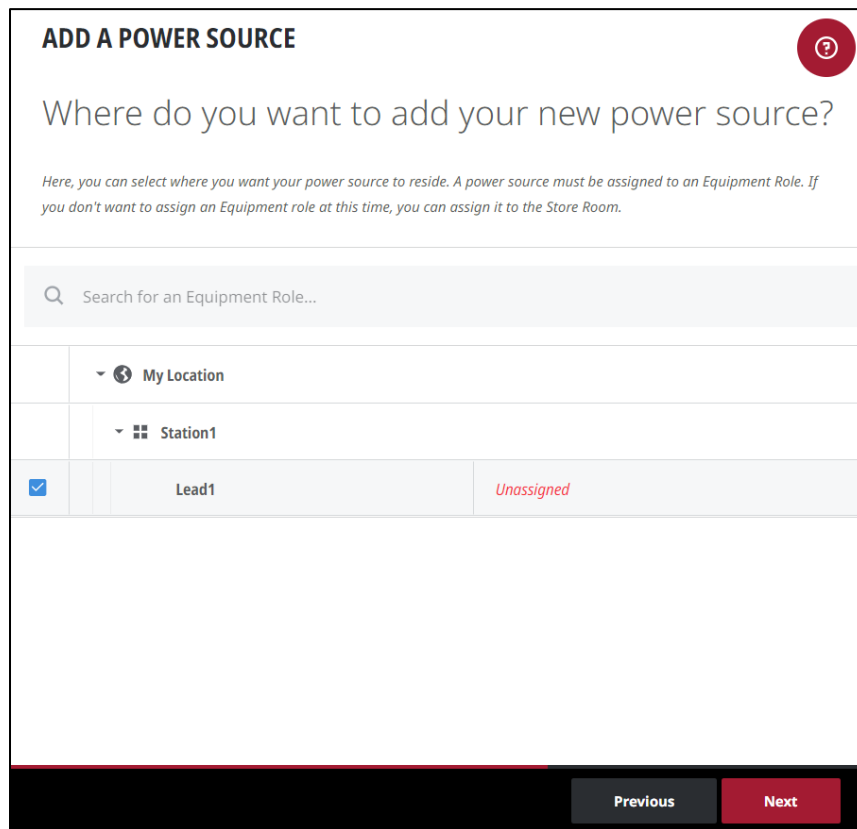 ADD A POWER SOURCE
Where do you want to add your new power source?
Here, you can select where you want your power source to reside. A power source must be assigned to an Equipment Role. If
you don't want to assign an Equipment role at this time, you can assign it to the Store Room.
Search for an Equipment Role...
My Location
Station1
Lead1 Unassigned
Previous Next